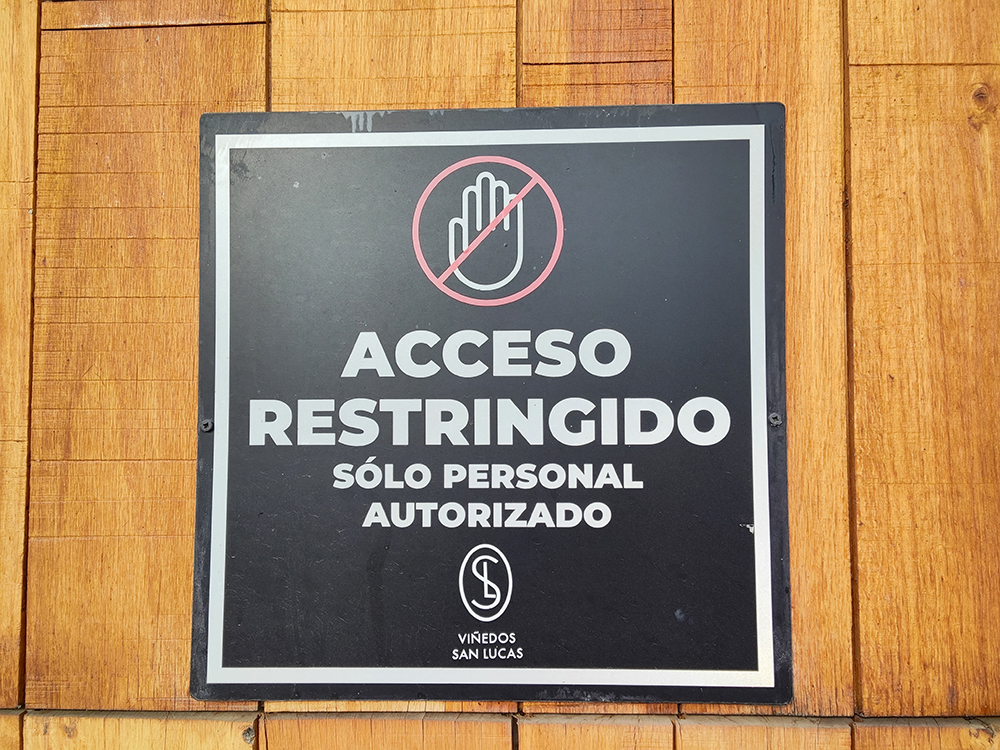 ACCESO
RESTRINGIDO
SÓLO PERSONAL
AUTORIZADO
SL
VIÑEDOS
SAN LUCAS